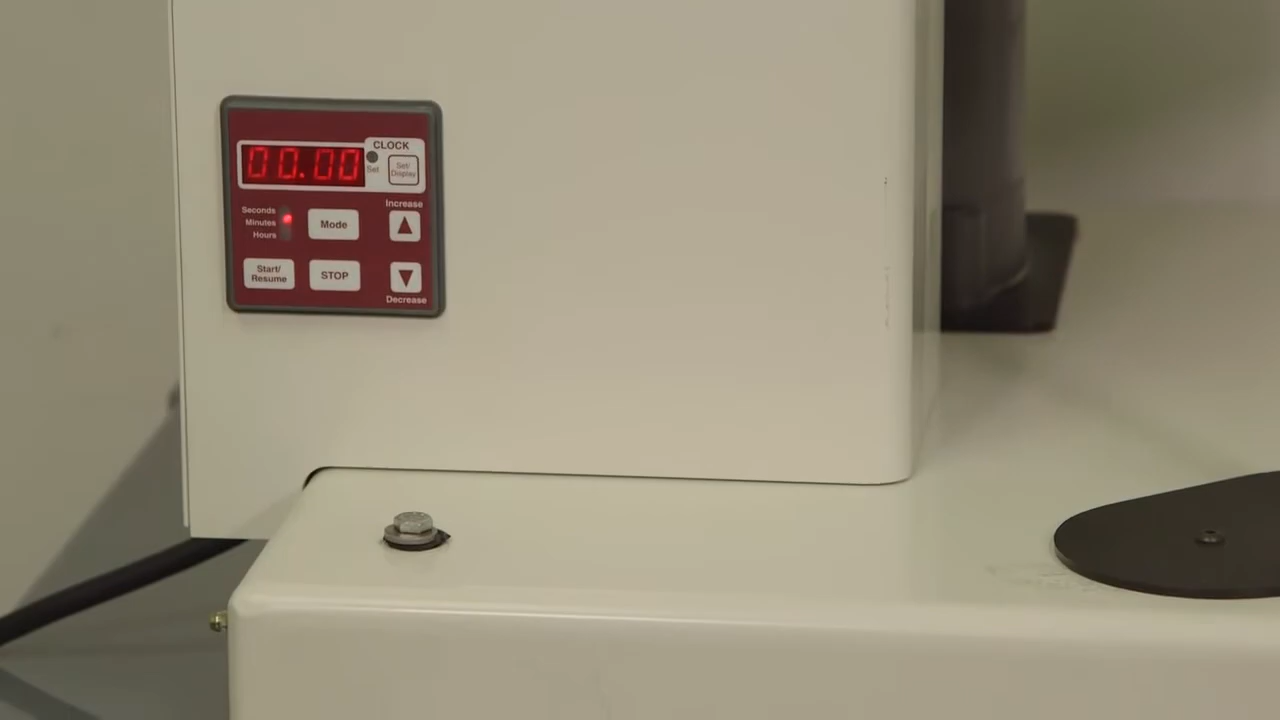 CLOCK
00.00
Set
Set/
Display
Increase
Seconds
Minutes
Hours
Mode
Start/
Resume
STOP
Decrease